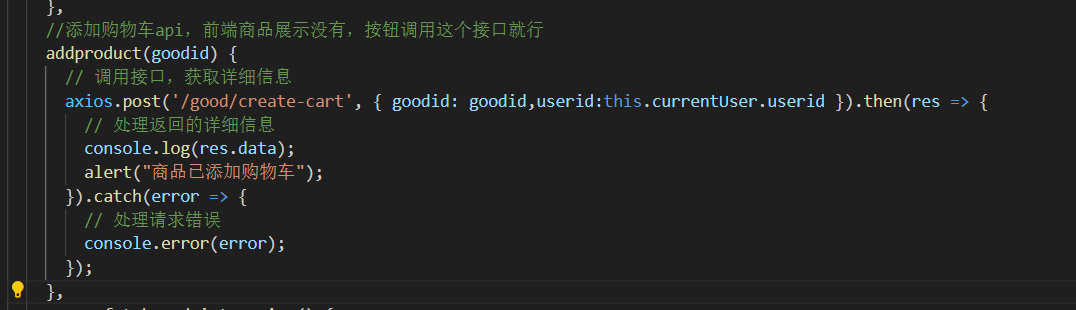 },
//添加购物车api，前端商品展示没有，按钮调用这个接口就行
addproduct(goodid) {
// 调用接口，获取详细信息
axios.post('/good/create-cart', { goodid: goodid,userid:this.currentUser.userid }).then(res => {
// 处理返回的详细信息
console.log(res.data);
alert("商品已添加购物车");
}).catch(error => {
// 处理请求错误
console.error(error);
});
},